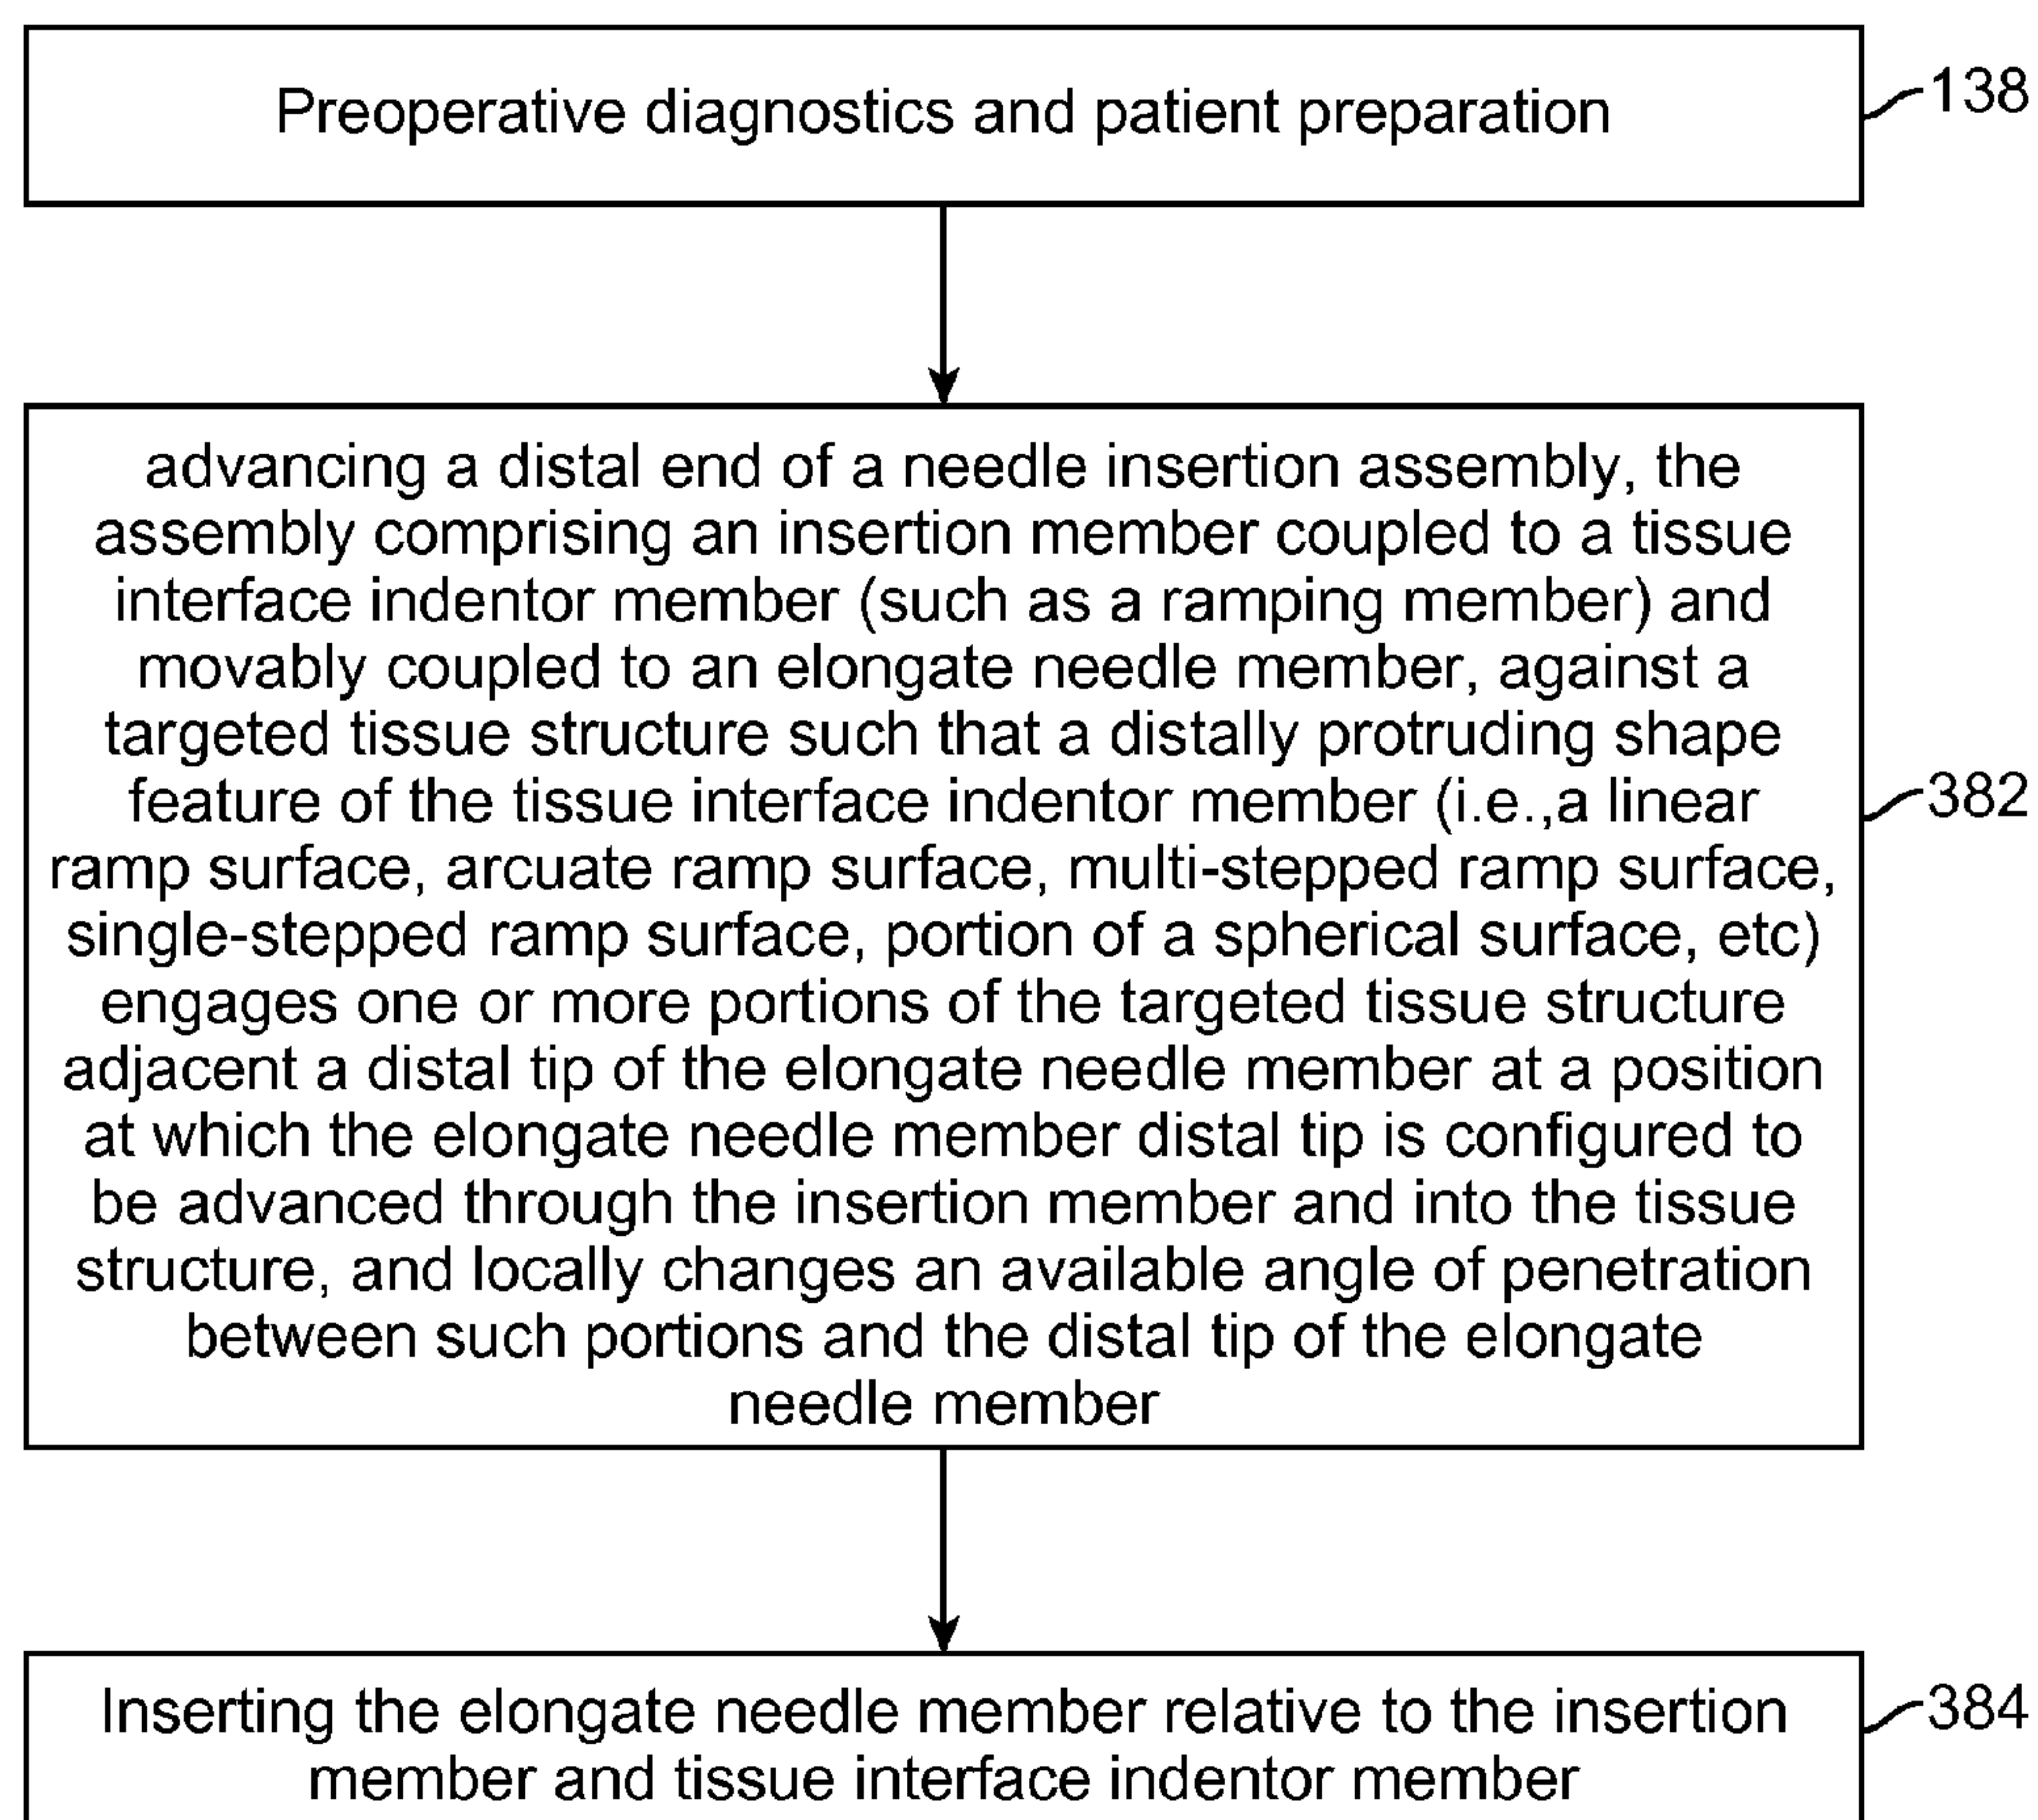 Preoperative diagnostics and patient preparation
138
advancing a distal end of a needle insertion assembly, the
assembly comprising an insertion member coupled to a tissue
interface indentor member (such as a ramping member) and
movably coupled to an elongate needle member, against a
targeted tissue structure such that a distally protruding shape
feature of the tissue interface indentor member (i.e.,a linear
ramp surface, arcuate ramp surface, multi-stepped ramp surface,
single-stepped ramp surface, portion of a spherical surface, etc)
engages one or more portions of the targeted tissue structure
adjacent a distal tip of the elongate needle member at a position
at which the elongate needle member distal tip is configured to
be advanced through the insertion member and into the tissue
structure, and locally changes an available angle of penetration
between such portions and the distal tip of the elongate
needle member
382
Inserting the elongate needle member relative to the insertion
member and tissue interface indentor member
384